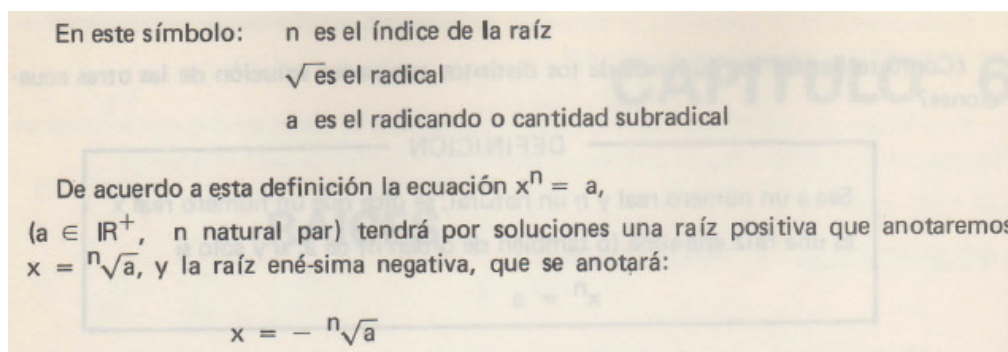 En este símbolo: n es el índice de la raíz
√ es el radical
a es el radicando o cantidad subradical
De acuerdo a esta definición la ecuación xⁿ = a,
(a ∈ IR⁺, n natural par) tendrá por soluciones una raíz positiva que anotaremos
x = ⁿ√a, y la raíz ené-sima negativa, que se anotará:
x = − ⁿ√a